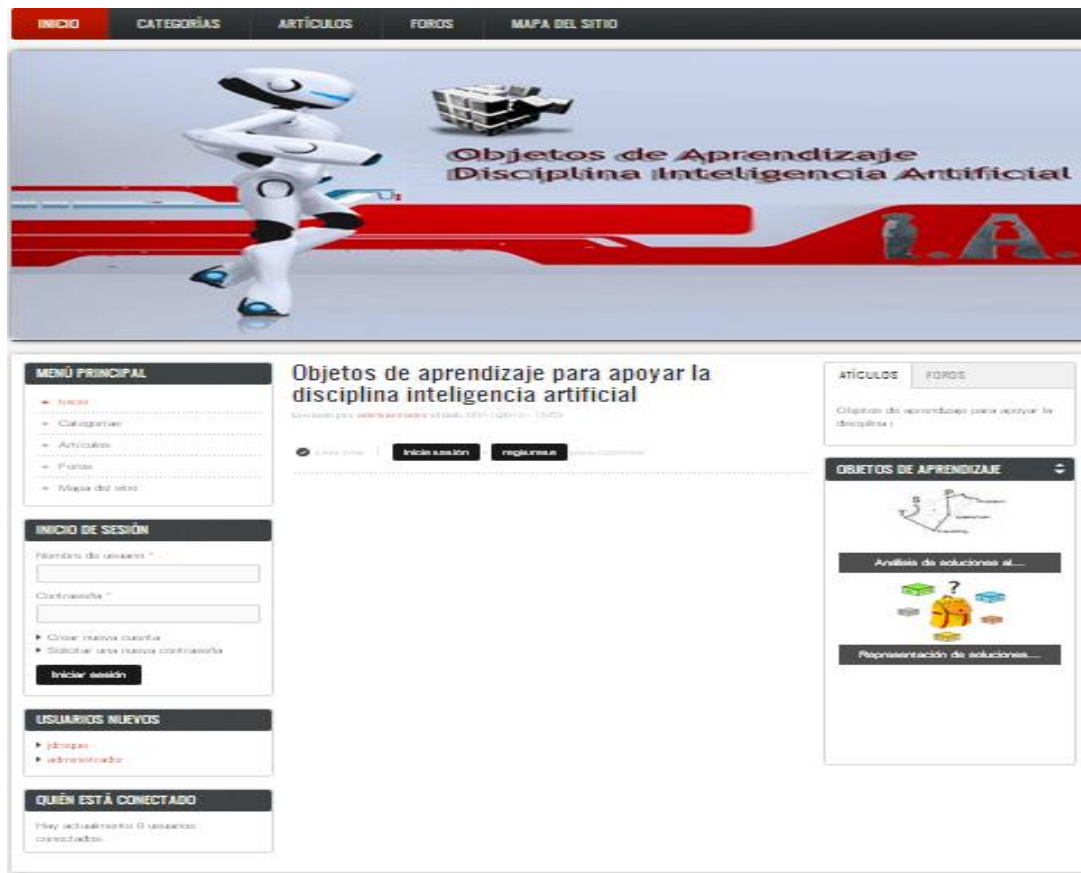 INICIO CATEGORÍAS ARTÍCULOS FOROS MAPA DEL SITIO
Objetos de Aprendizaje
Disciplina Inteligencia Artificial
I.A.
MENÚ PRINCIPAL
Inicio
Categorías
Artículos
Foros
Mapa del sitio
INICIO DE SESIÓN
Nombre de usuario *
Contraseña *
Crear nueva cuenta
Solicitar una nueva contraseña
Iniciar sesión
USUARIOS NUEVOS
administrador
QUIÉN ESTÁ CONECTADO
Hay actualmente 0 usuarios
conectados.
Objetos de aprendizaje para apoyar la
disciplina inteligencia artificial
Inicie sesión o regístrese para comentar
ATÍCULOS FOROS
Objetos de aprendizaje para apoyar la
disciplina i
OBJETOS DE APRENDIZAJE
Análisis de soluciones al....
?
Representación de soluciones....